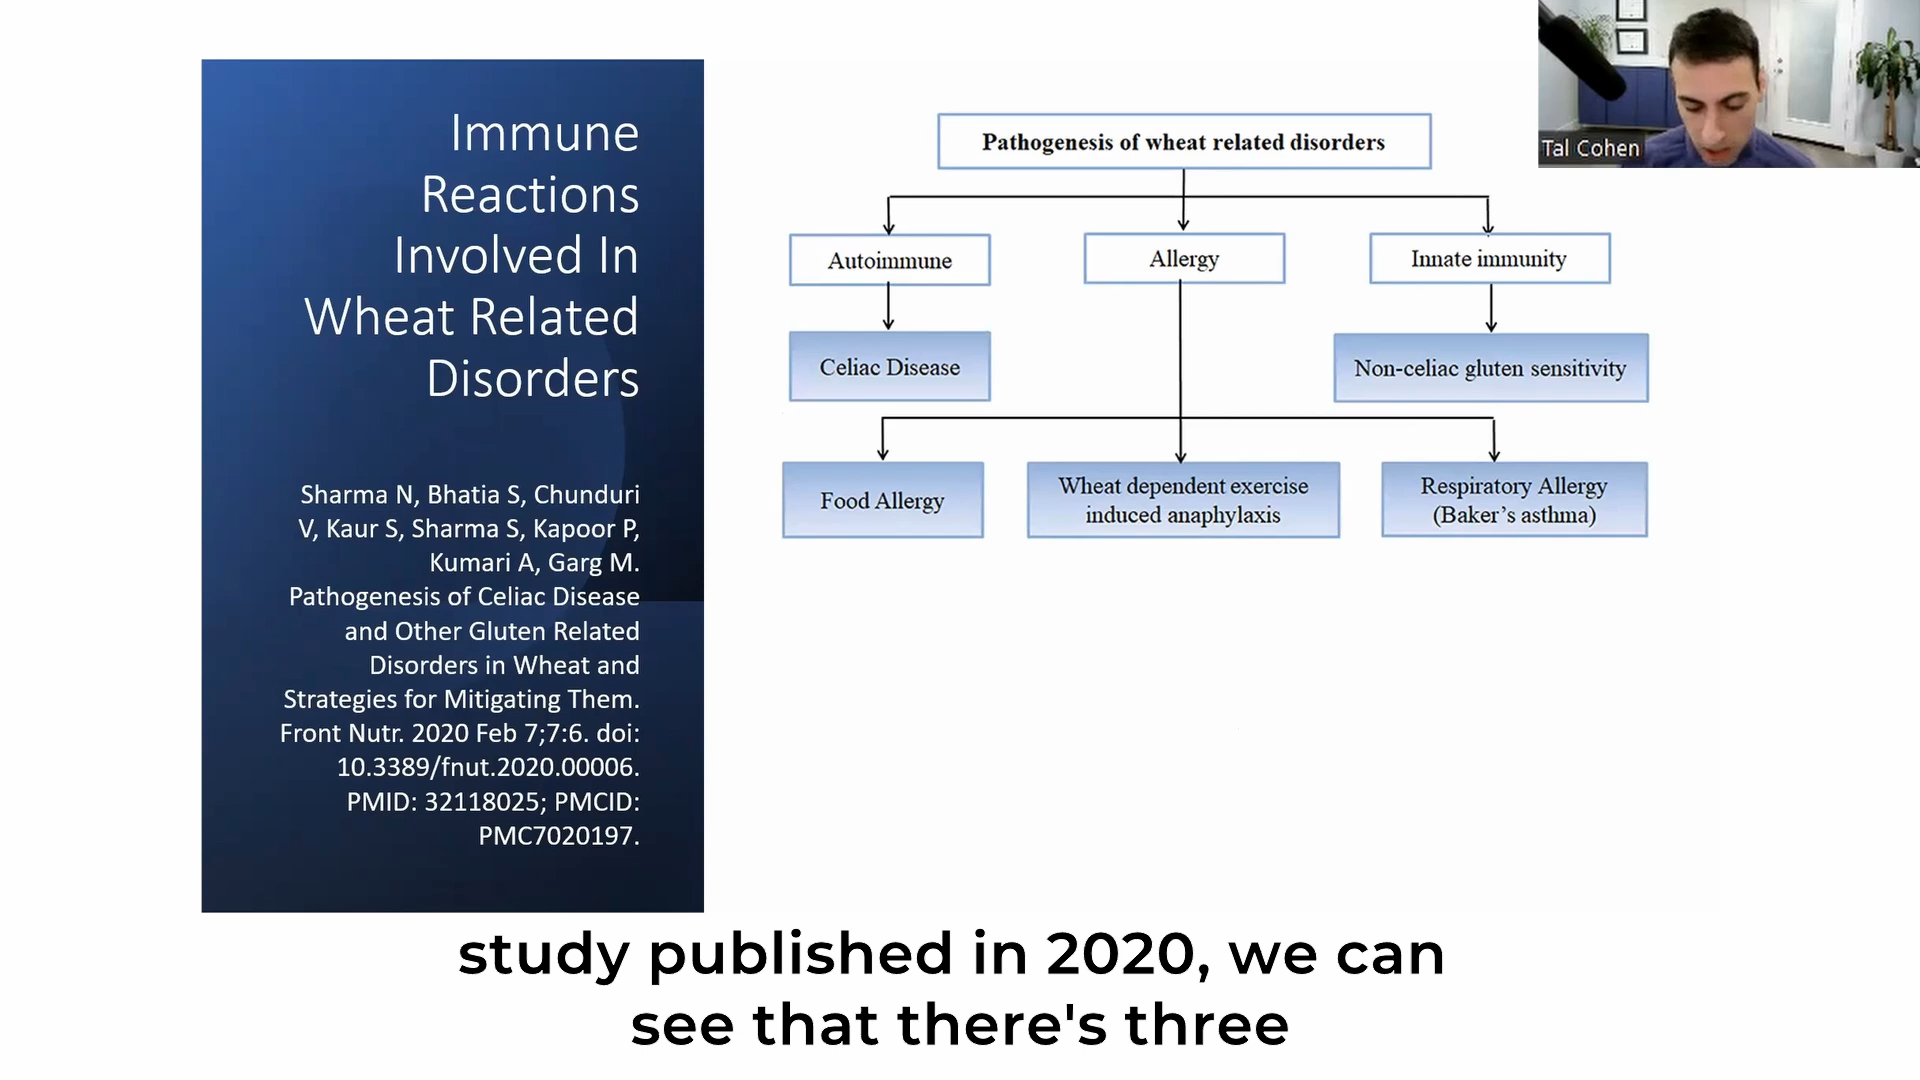 Immune
Reactions
Involved In
Wheat Related
Disorders
Sharma N, Bhatia S, Chunduri
V, Kaur S, Sharma S, Kapoor P,
Kumari A, Garg M.
Pathogenesis of Celiac Disease
and Other Gluten Related
Disorders in Wheat and
Strategies for Mitigating Them.
Front Nutr. 2020 Feb 7;7:6. doi:
10.3389/fnut.2020.00006.
PMID: 32118025; PMCID:
PMC7020197.
Pathogenesis of wheat related disorders
Autoimmune
Allergy
Innate immunity
Celiac Disease
Non-celiac gluten sensitivity
Food Allergy
Wheat dependent exercise
induced anaphylaxis
Respiratory Allergy
(Baker's asthma)
Tal Cohen
study published in 2020, we can
see that there's three